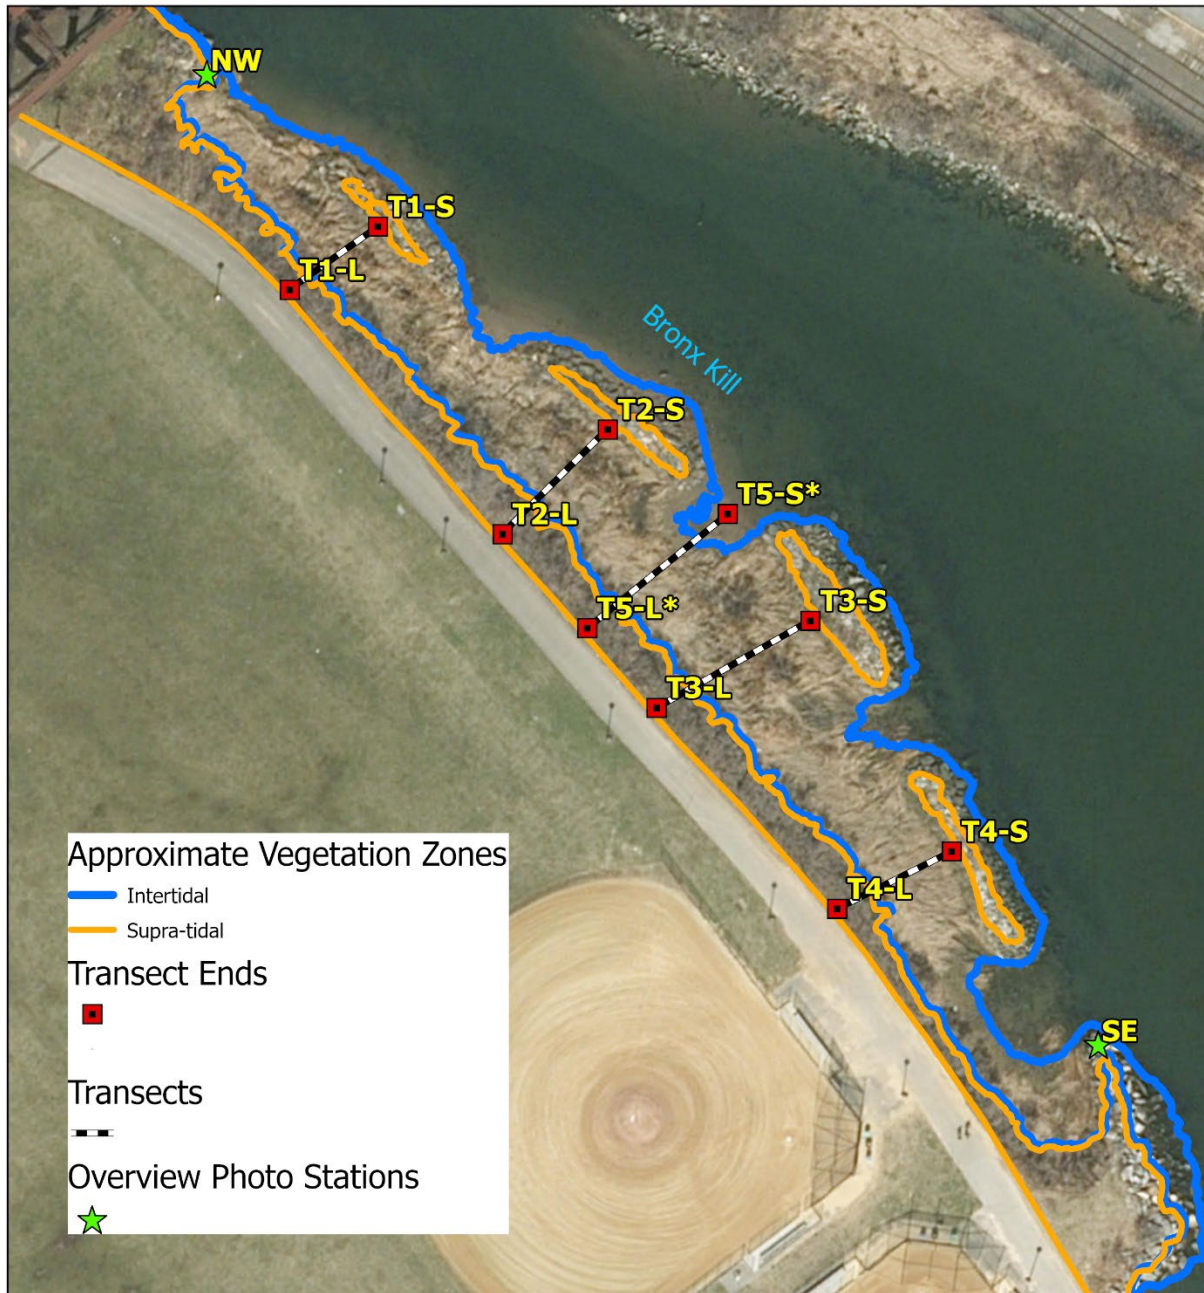 NW
T1-S
T1-L
Bronx Kill
T2-S
T5-S*
T2-L
T5-L*
T3-S
T3-L
T4-S
T4-L
SE
Approximate Vegetation Zones
Intertidal
Supra-tidal
Transect Ends
Transects
Overview Photo Stations